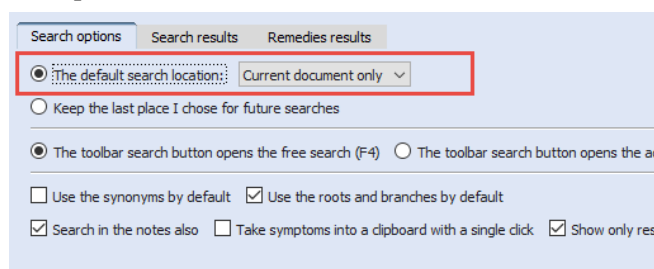 Search options Search results Remedies results
The default search location: Current document only
Keep the last place I chose for future searches
The toolbar search button opens the free search (F4) The toolbar search button opens the
Use the synonyms by default Use the roots and branches by default
Search in the notes also Take symptoms into a clipboard with a single click Show only